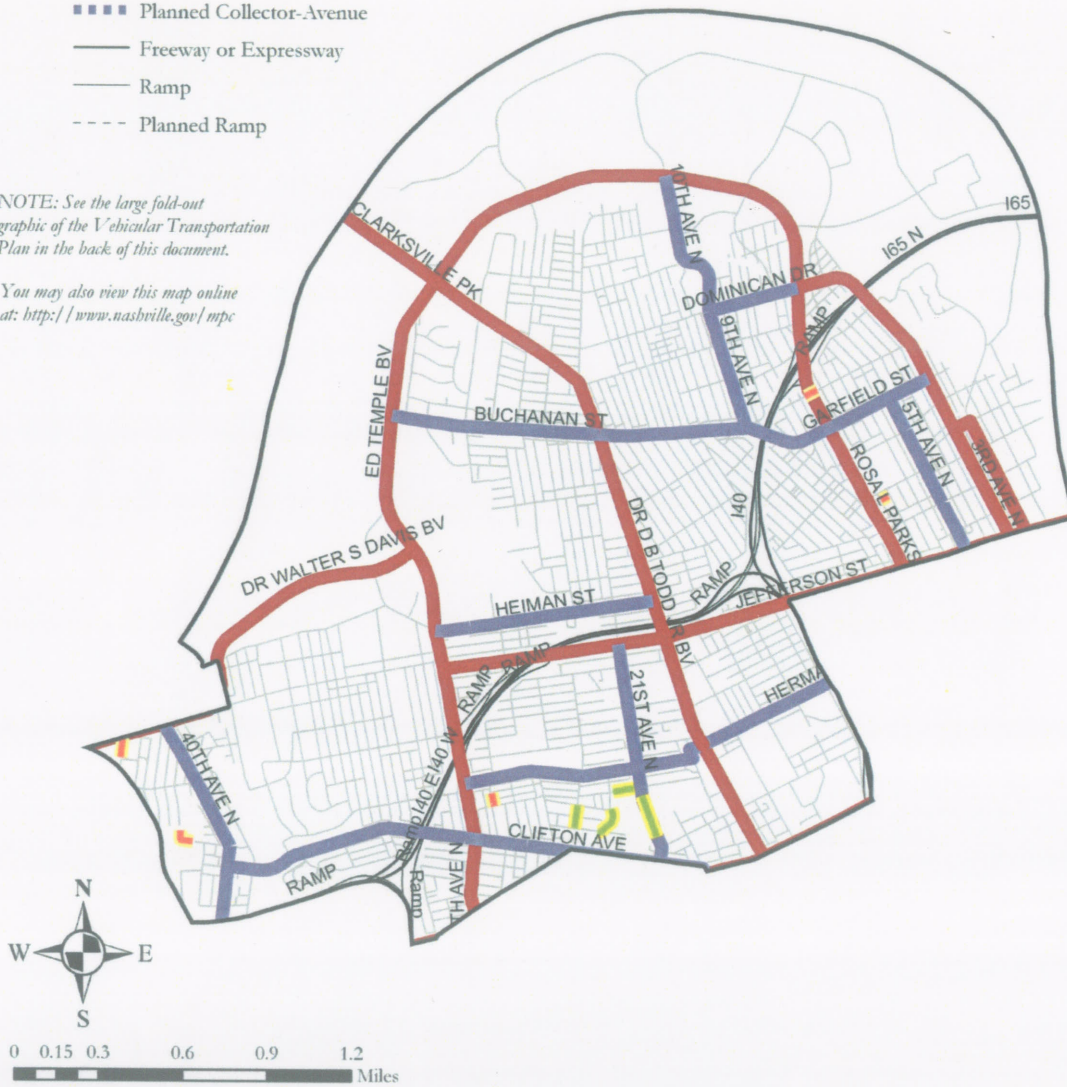 Planned Collector-Avenue
Freeway or Expressway
Ramp
Planned Ramp
NOTE: See the large fold-out
graphic of the Vehicular Transportation
Plan in the back of this document.
You may also view this map online
at: http://www.nashville.gov/mpc
CLARKSVILLE PK
10TH AVE N
I65
I65 N
DOMINICAN DR
9TH AVE N
RAMP
ED TEMPLE BV
BUCHANAN ST
GARFIELD ST
5TH AVE N
3RD AVE N
ROSA L PARKS
I40
DR D B TODD JR BV
DR WALTER S DAVIS BV
HEIMAN ST
RAMP
JEFFERSON ST
RAMP
RAMP
21ST AVE N
HERMA
40TH AVE N
Ramp I40 E I40 W
CLIFTON AVE
RAMP
Ramp
TH AVE N
N
W E
S
0 0.15 0.3 0.6 0.9 1.2
Miles